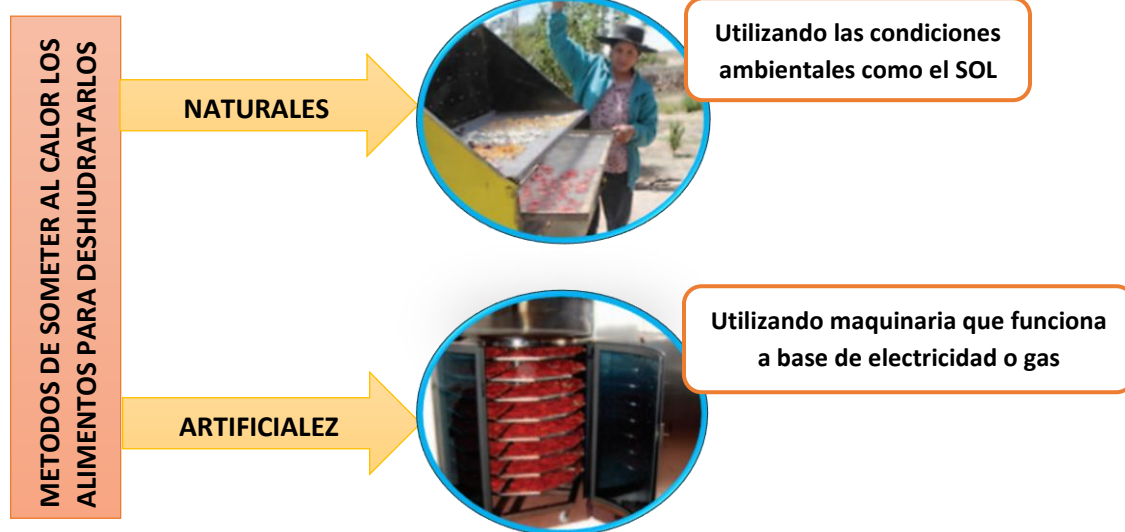 METODOS DE SOMETER AL CALOR LOS
ALIMENTOS PARA DESHIUDRATARLOS
NATURALES
Utilizando las condiciones
ambientales como el SOL
ARTIFICIALEZ
Utilizando maquinaria que funciona
a base de electricidad o gas